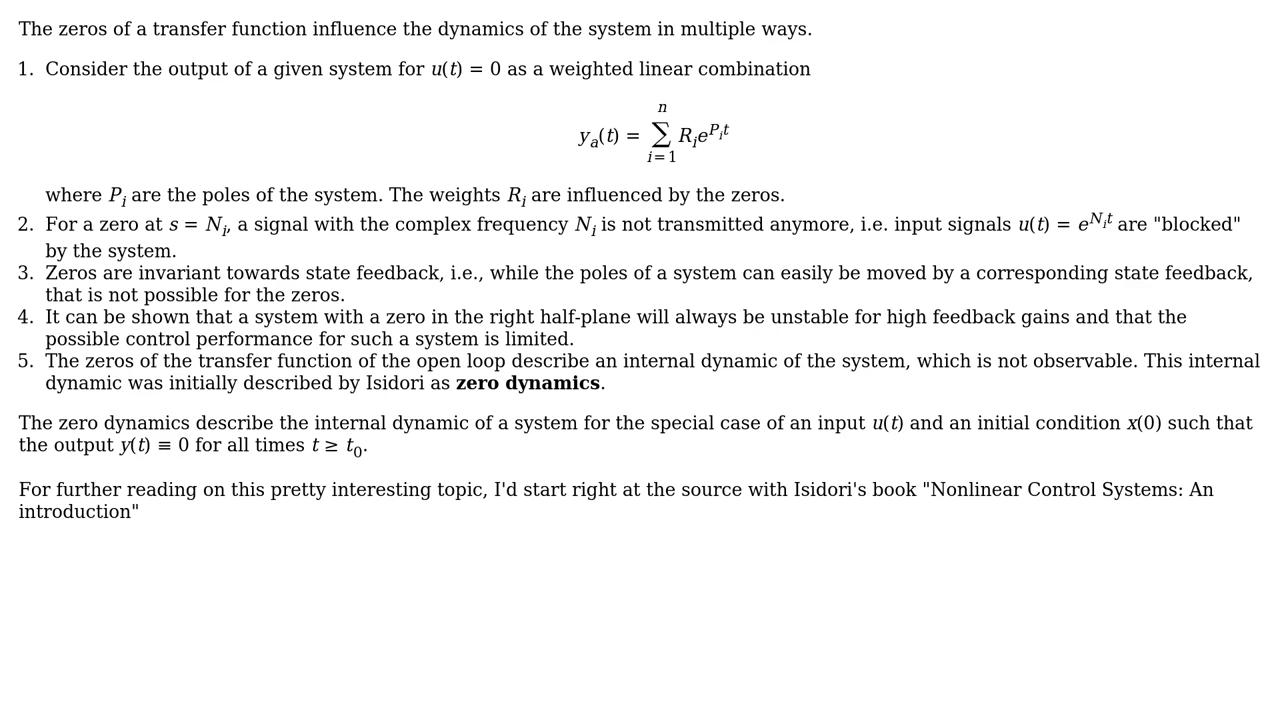 The zeros of a transfer function influence the dynamics of the system in multiple ways.
1. Consider the output of a given system for u(t) = 0 as a weighted linear combination
y_a(t) = \sum_{i=1}^{n} R_i e^{P_i t}
where P_i are the poles of the system. The weights R_i are influenced by the zeros.
2. For a zero at s = N_i, a signal with the complex frequency N_i is not transmitted anymore, i.e. input signals u(t) = e^{N_i t} are "blocked"
by the system.
3. Zeros are invariant towards state feedback, i.e., while the poles of a system can easily be moved by a corresponding state feedback,
that is not possible for the zeros.
4. It can be shown that a system with a zero in the right half-plane will always be unstable for high feedback gains and that the
possible control performance for such a system is limited.
5. The zeros of the transfer function of the open loop describe an internal dynamic of the system, which is not observable. This internal
dynamic was initially described by Isidori as zero dynamics.
The zero dynamics describe the internal dynamic of a system for the special case of an input u(t) and an initial condition x(0) such that
the output y(t) ≡ 0 for all times t ≥ t_0.
For further reading on this pretty interesting topic, I'd start right at the source with Isidori's book "Nonlinear Control Systems: An
introduction"